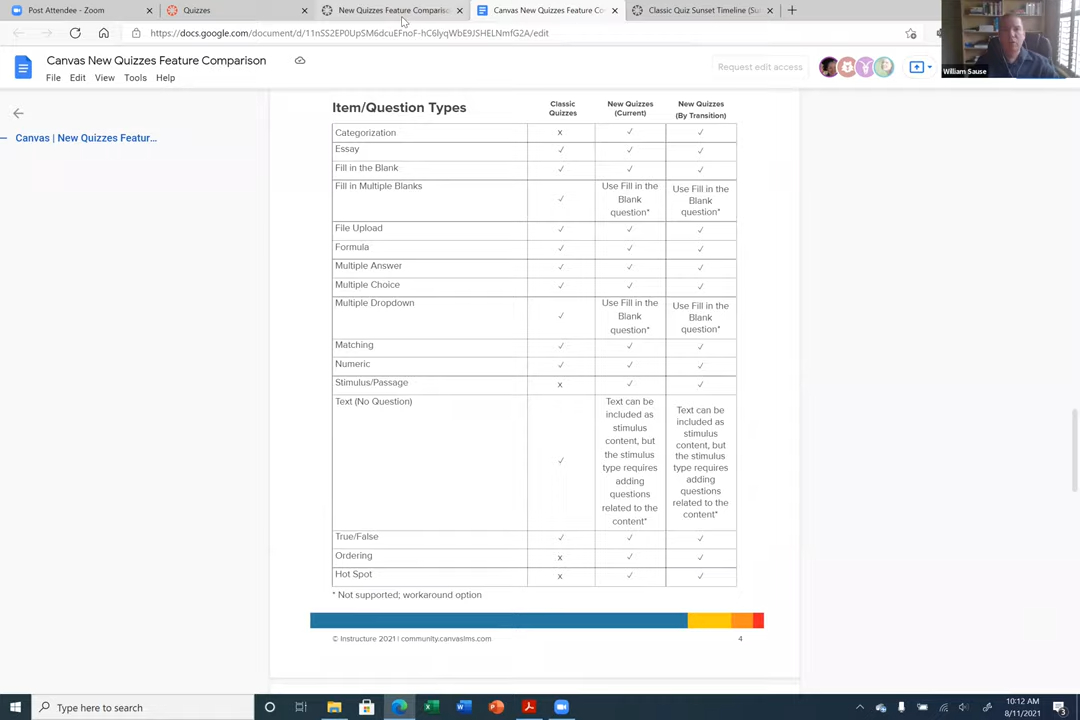 Post Attendee - Zoom
Quizzes
New Quizzes Feature Comparis
Canvas New Quizzes Feature Co
Classic Quiz Sunset Timeline (Su
https://docs.google.com/document/d/11nSS2EP0UpSM6dcuEFnoF-hC6lyqWbE9JSHELNmfG2A/edit
Canvas New Quizzes Feature Comparison
File Edit View Tools Help
Request edit access
William Sause
Canvas | New Quizzes Featur...
Item/Question Types
Classic
Quizzes
New Quizzes
(Current)
New Quizzes
(By Transition)
Categorization x ✓ ✓
Essay ✓ ✓ ✓
Fill in the Blank ✓ ✓ ✓
Fill in Multiple Blanks ✓
Use Fill in the
Blank
question*
Use Fill in the
Blank
question*
File Upload ✓ ✓ ✓
Formula ✓ ✓ ✓
Multiple Answer ✓ ✓ ✓
Multiple Choice ✓ ✓ ✓
Multiple Dropdown ✓
Use Fill in the
Blank
question*
Use Fill in the
Blank
question*
Matching ✓ ✓ ✓
Numeric ✓ ✓ ✓
Stimulus/Passage x ✓ ✓
Text (No Question) ✓
Text can be
included as
stimulus
content, but
the stimulus
type requires
adding
questions
related to the
content*
Text can be
included as
stimulus
content, but
the stimulus
type requires
adding
questions
related to the
content*
True/False ✓ ✓ ✓
Ordering x ✓ ✓
Hot Spot x ✓ ✓
* Not supported; workaround option
© Instructure 2021 | community.canvaslms.com
4
Type here to search
10:12 AM
8/11/2021
3